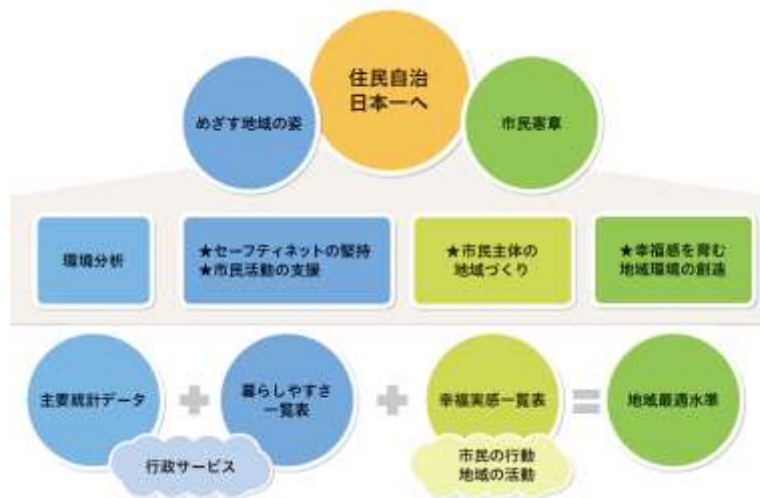 住民自治
日本一へ
めざす地域の姿
市民憲章
環境分析
★セーフティネットの堅持
★市民活動の支援
★市民主体の
地域づくり
★幸福感を育む
地域環境の創造
主要統計データ
暮らしやすさ
一覧表
幸福実感一覧表
地域最適水準
行政サービス
市民の行動
地域の活動